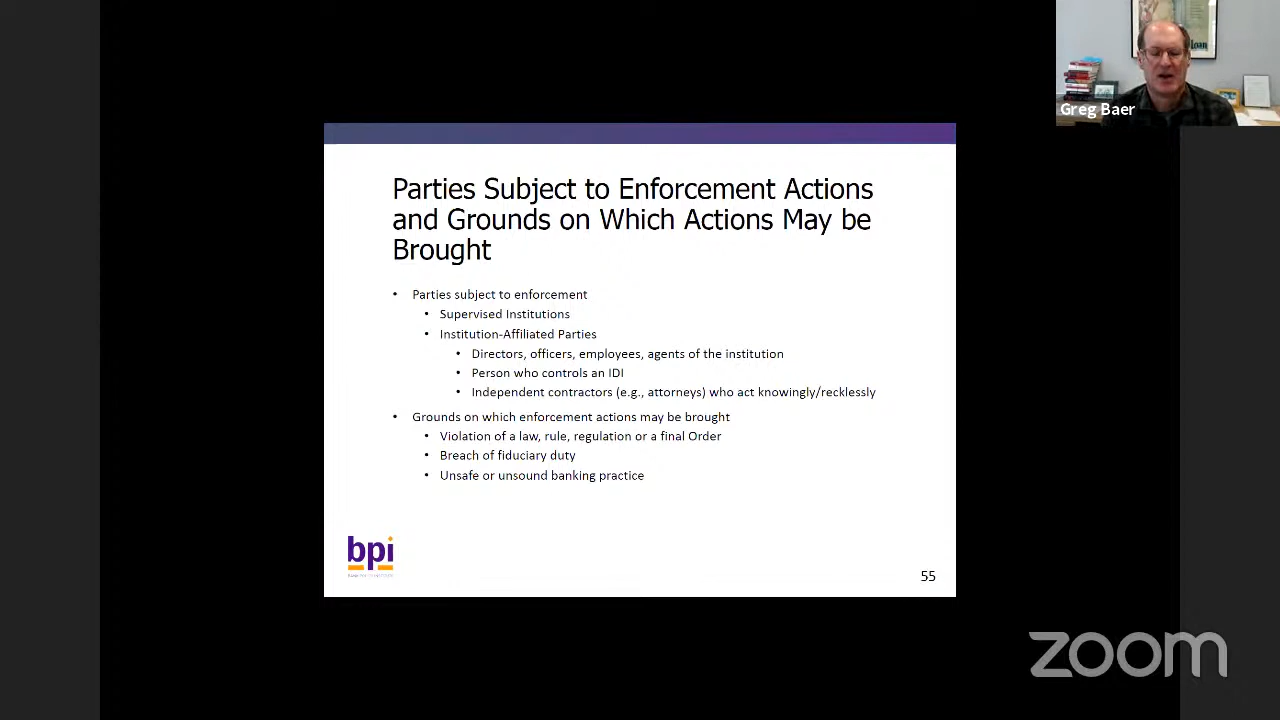 Loan
Greg Baer
Parties Subject to Enforcement Actions
and Grounds on Which Actions May be
Brought
• Parties subject to enforcement
• Supervised Institutions
• Institution-Affiliated Parties
• Directors, officers, employees, agents of the institution
• Person who controls an IDI
• Independent contractors (e.g., attorneys) who act knowingly/recklessly
• Grounds on which enforcement actions may be brought
• Violation of a law, rule, regulation or a final Order
• Breach of fiduciary duty
• Unsafe or unsound banking practice
bpi
55
zoom